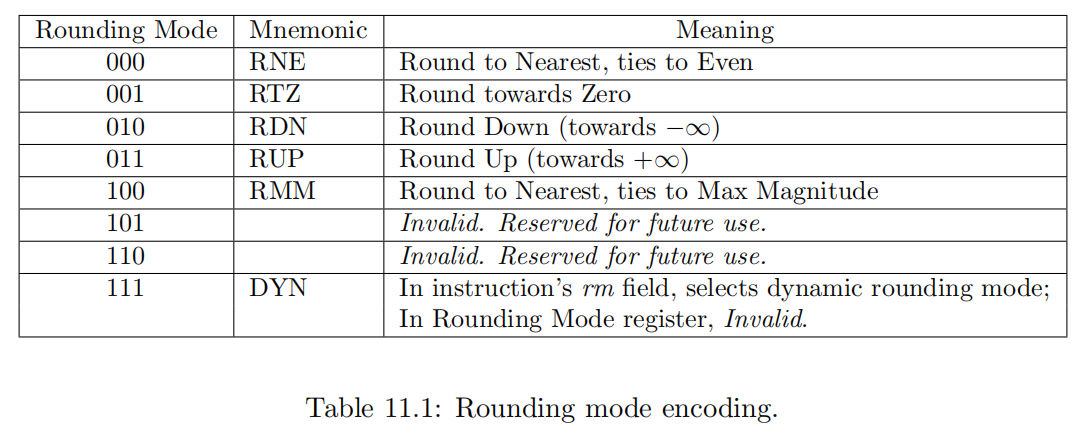 Rounding Mode Mnemonic Meaning
000 RNE Round to Nearest, ties to Even
001 RTZ Round towards Zero
010 RDN Round Down (towards −∞)
011 RUP Round Up (towards +∞)
100 RMM Round to Nearest, ties to Max Magnitude
101 Invalid. Reserved for future use.
110 Invalid. Reserved for future use.
111 DYN In instruction's rm field, selects dynamic rounding mode;
In Rounding Mode register, Invalid.
Table 11.1: Rounding mode encoding.